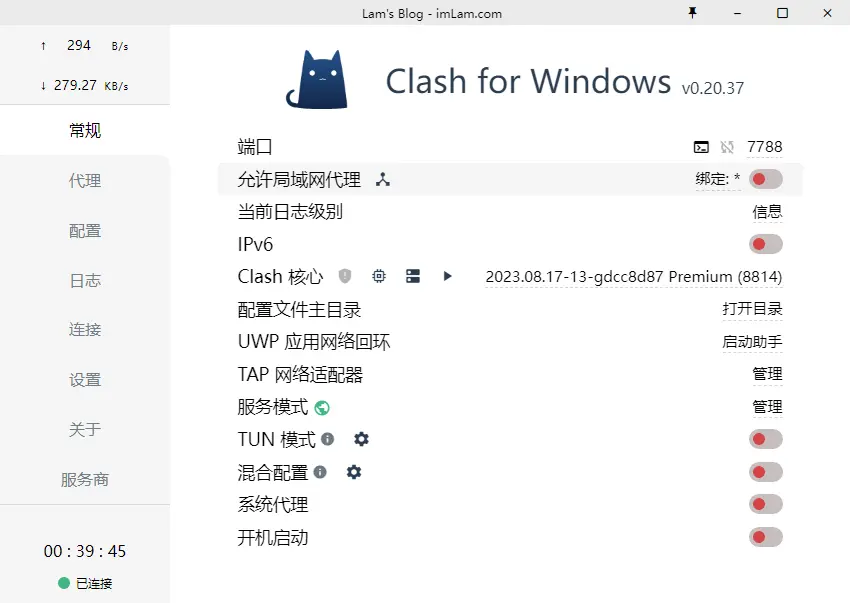 Lam's Blog - imLam.com
↑ 294 B/s
↓ 279.27 KB/s
常规
代理
配置
日志
连接
设置
关于
服务商
00 : 39 : 45
已连接
Clash for Windows v0.20.37
端口 7788
允许局域网代理 绑定: *
当前日志级别 信息
IPv6
Clash 核心 2023.08.17-13-gdcc8d87 Premium (8814)
配置文件主目录 打开目录
UWP 应用网络回环 启动助手
TAP 网络适配器 管理
服务模式 管理
TUN 模式
混合配置
系统代理
开机启动